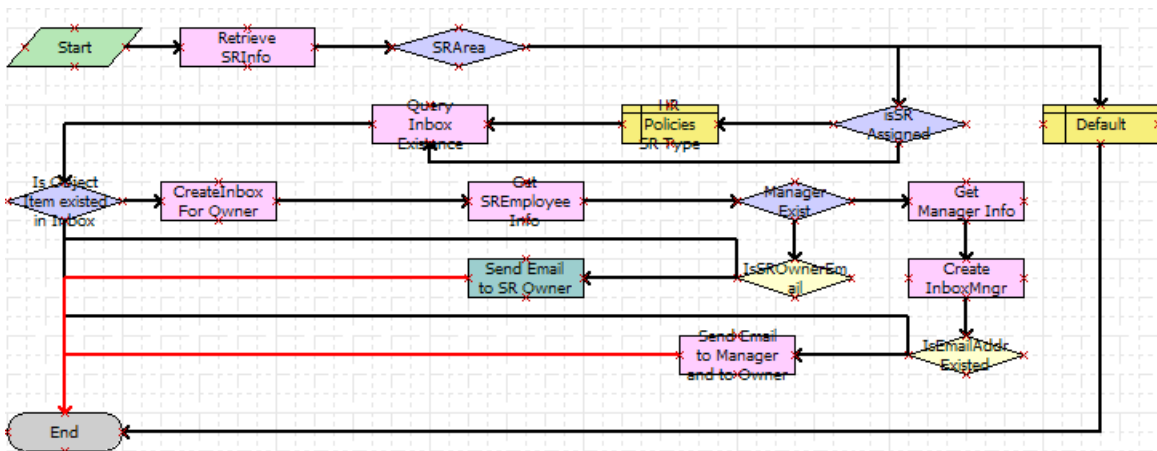 Start
Retrieve
SRInfo
SRArea
Query
Inbox
Existance
HR
Policies
SR Type
isSR
Assigned
Default
Is Object
Item existed
in Inbox
CreateInbox
For Owner
Get
SREmployee
Info
Manager
Exist
Get
Manager Info
Send Email
to SR Owner
IsSROwnerEm
ail
Create
InboxMngr
Send Email
to Manager
and to Owner
IsEmailAddr
Existed
End